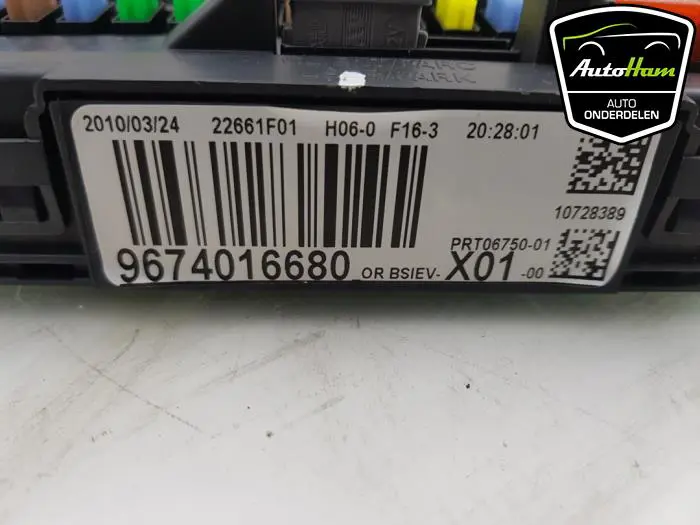 AutoHam
AUTO
ONDERDELEN
2010/03/24 22661F01 H06-0 F16-3 20:28:01
10728389
PRT06750-01
9674016680 OR BSIEV- X01 -00